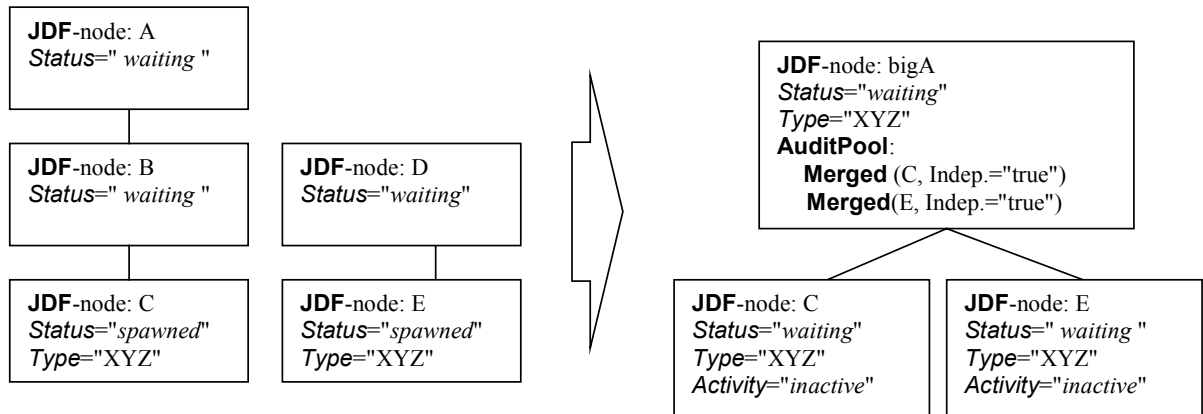 JDF-node: A
Status=" waiting "
JDF-node: B
Status=" waiting "
JDF-node: D
Status="waiting"
JDF-node: C
Status="spawned"
Type="XYZ"
JDF-node: E
Status="spawned"
Type="XYZ"
JDF-node: bigA
Status="waiting"
Type="XYZ"
AuditPool:
Merged (C, Indep.="true")
Merged(E, Indep.="true")
JDF-node: C
Status="waiting"
Type="XYZ"
Activity="inactive"
JDF-node: E
Status=" waiting "
Type="XYZ"
Activity="inactive"